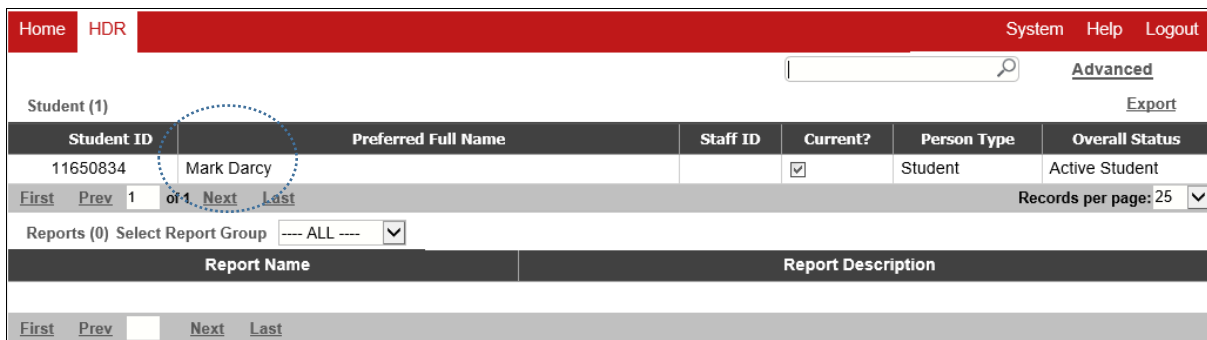 Home HDR System Help Logout
Advanced
Student (1) Export
Student ID Preferred Full Name Staff ID Current? Person Type Overall Status
11650834 Mark Darcy Student Active Student
First Prev 1 of 1 Next Last Records per page: 25
Reports (0) Select Report Group ---- ALL ----
Report Name Report Description
First Prev Next Last